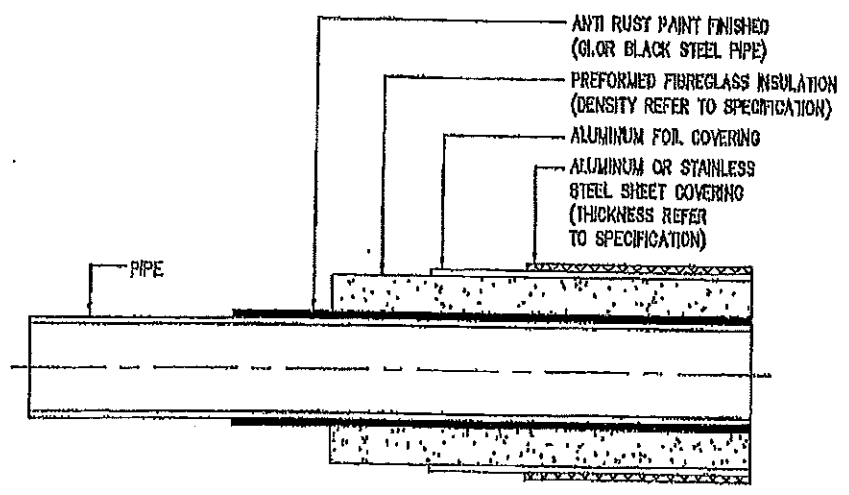 ANTI RUST PAINT FINISHED
(GI.OR BLACK STEEL PIPE)
PREFORMED FIBREGLASS INSULATION
(DENSITY REFER TO SPECIFICATION)
ALUMINUM FOIL COVERING
ALUMINUM OR STAINLESS
STEEL SHEET COVERING
(THICKNESS REFER
TO SPECIFICATION)
PIPE